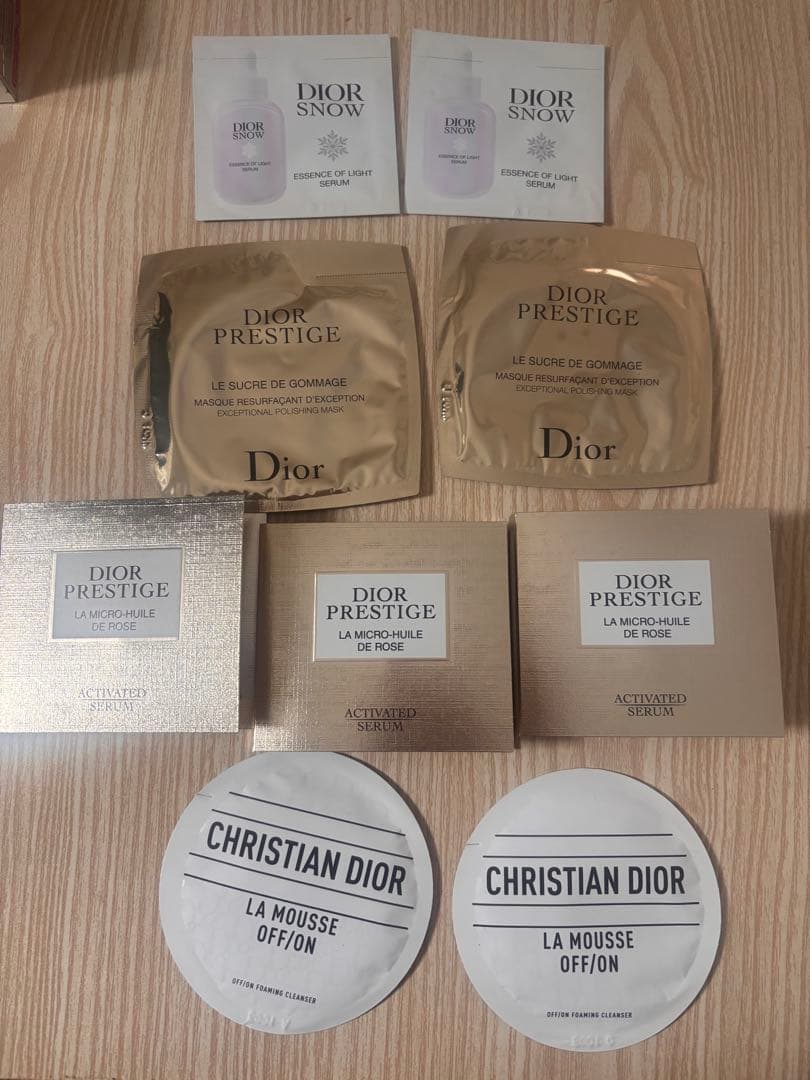 DIOR
SNOW
DIOR
SNOW
ESSENCE OF LIGHT
SERUM
ESSENCE OF LIGHT
SERUM
DIOR
SNOW
DIOR
SNOW
ESSENCE OF LIGHT
SERUM
ESSENCE OF LIGHT
SERUM
DIOR
PRESTIGE
LE SUCRE DE GOMMAGE
MASQUE RESURFAÇANT D'EXCEPTION
EXCEPTIONAL POLISHING MASK
Dior
DIOR
PRESTIGE
LE SUCRE DE GOMMAGE
MASQUE RESURFAÇANT D'EXCEPTION
EXCEPTIONAL POLISHING MASK
Dior
DIOR
PRESTIGE
LA MICRO-HUILE
DE ROSE
ACTIVATED
SERUM
DIOR
PRESTIGE
LA MICRO-HUILE
DE ROSE
ACTIVATED
SERUM
DIOR
PRESTIGE
LA MICRO-HUILE
DE ROSE
ACTIVATED
SERUM
CHRISTIAN DIOR
LA MOUSSE
OFF/ON
OFF/ON FOAMING CLEANSER
CHRISTIAN DIOR
LA MOUSSE
OFF/ON
OFF/ON FOAMING CLEANSER